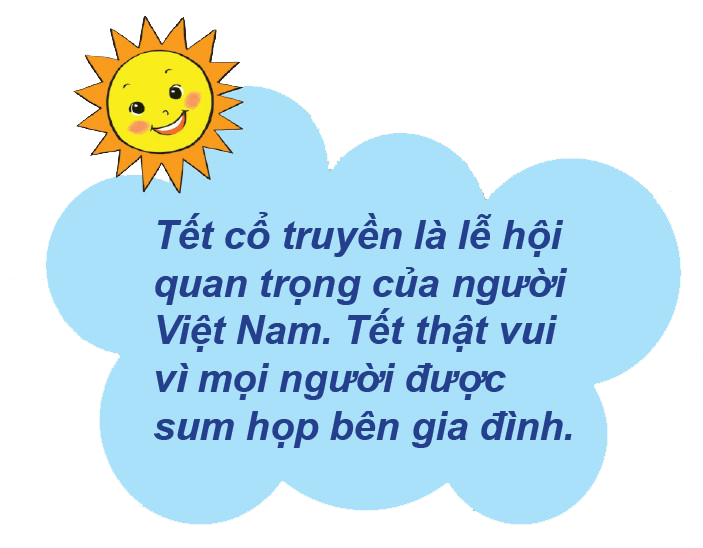 Tết cổ truyền là lễ hội
quan trọng của người
Việt Nam. Tết thật vui
vì mọi người được
sum họp bên gia đình.